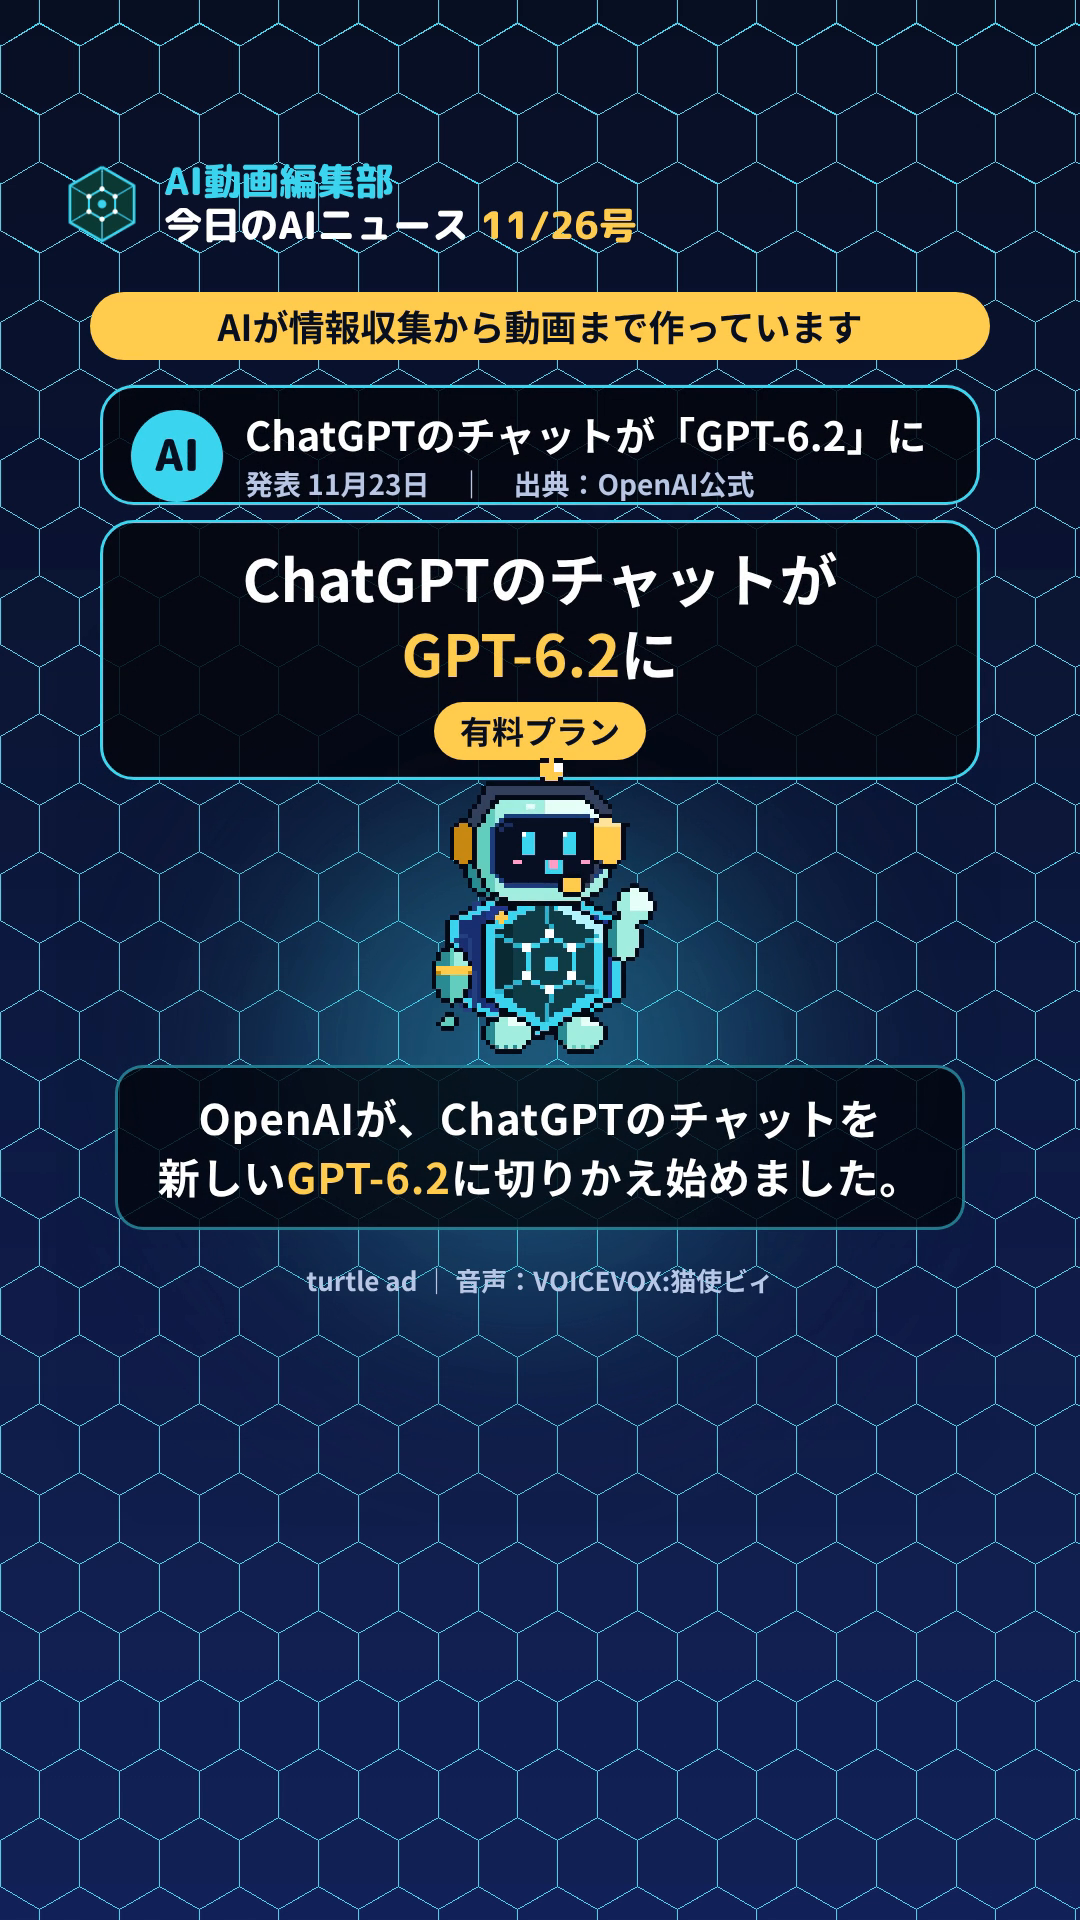 AI動画編集部
今日のAIニュース 11/26号
AIが情報収集から動画まで作っています
AI
ChatGPTのチャットが「GPT-6.2」に
発表 11月23日 ｜ 出典：OpenAI公式
ChatGPTのチャットが
GPT-6.2に
有料プラン
OpenAIが、ChatGPTのチャットを
新しいGPT-6.2に切りかえ始めました。
turtle ad ｜ 音声：VOICEVOX:猫使ビィ